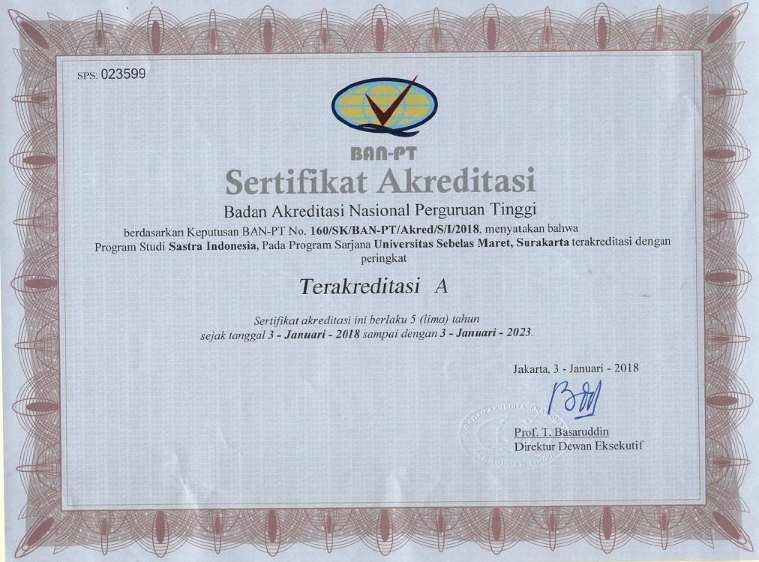 SPS: 023599
BAN-PT
Sertifikat Akreditasi
Badan Akreditasi Nasional Perguruan Tinggi
berdasarkan Keputusan BAN-PT No. 160/SK/BAN-PT/Akred/S/I/2018, menyatakan bahwa
Program Studi Sastra Indonesia, Pada Program Sarjana Universitas Sebelas Maret, Surakarta terakreditasi dengan
peringkat
Terakreditasi A
Sertifikat akreditasi ini berlaku 5 (lima) tahun
sejak tanggal 3 - Januari - 2018 sampai dengan 3 - Januari - 2023.
Jakarta, 3 - Januari - 2018
Prof. T. Basaruddin
Direktur Dewan Eksekutif